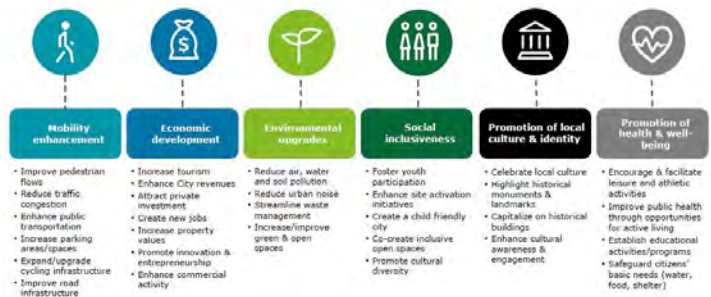 $
Mobility
enhancement
• Improve pedestrian
flows
• Reduce traffic
congestion
• Enhance public
transportation
• Increase parking
areas/spaces
• Expand/upgrade
cycling infrastructure
• Improve road
infrastructure
Economic
development
• Increase tourism
• Enhance City revenues
• Attract private
investment
• Create new jobs
• Increase property
values
• Promote innovation &
entrepreneurship
• Enhance commercial
activity
Environmental
upgrades
• Reduce air, water
and soil pollution
• Reduce urban noise
• Streamline waste
management
• Increase/improve
green & open
spaces
Social
inclusiveness
• Foster youth
participation
• Enhance site activation
initiatives
• Create a child friendly
city
• Co-create inclusive
open spaces
• Promote cultural
diversity
Promotion of local
culture & identity
• Celebrate local culture
• Highlight historical
monuments &
landmarks
• Capitalize on historical
buildings
• Enhance cultural
awareness &
engagement
Promotion of
health & well-
being
• Encourage & facilitate
leisure and athletic
activities
• Improve public health
through opportunities
for active living
• Establish educational
activities/programs
• Safeguard citizens'
basic needs (water,
food, shelter)